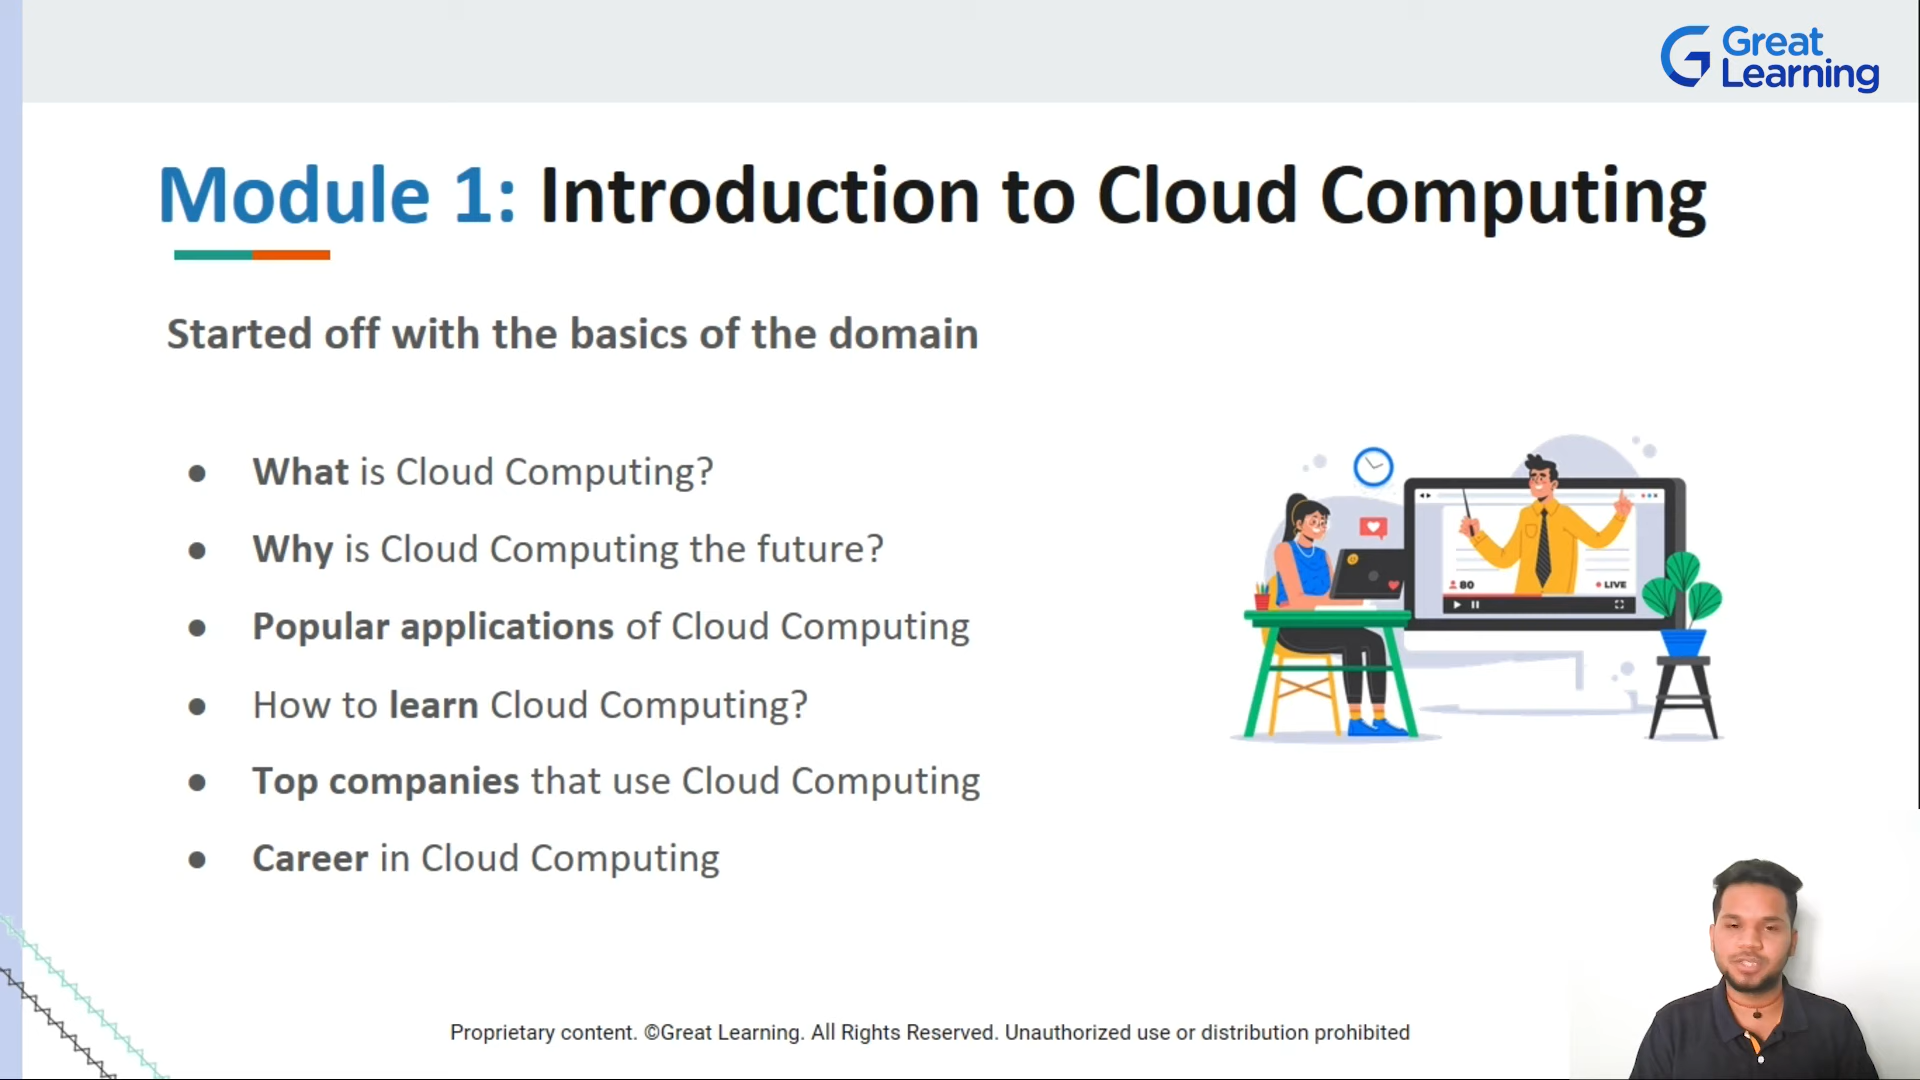 Great
Learning
Module 1: Introduction to Cloud Computing
Started off with the basics of the domain
● What is Cloud Computing?
● Why is Cloud Computing the future?
● Popular applications of Cloud Computing
● How to learn Cloud Computing?
● Top companies that use Cloud Computing
● Career in Cloud Computing
80
LIVE
Proprietary content. ©Great Learning. All Rights Reserved. Unauthorized use or distribution prohibited